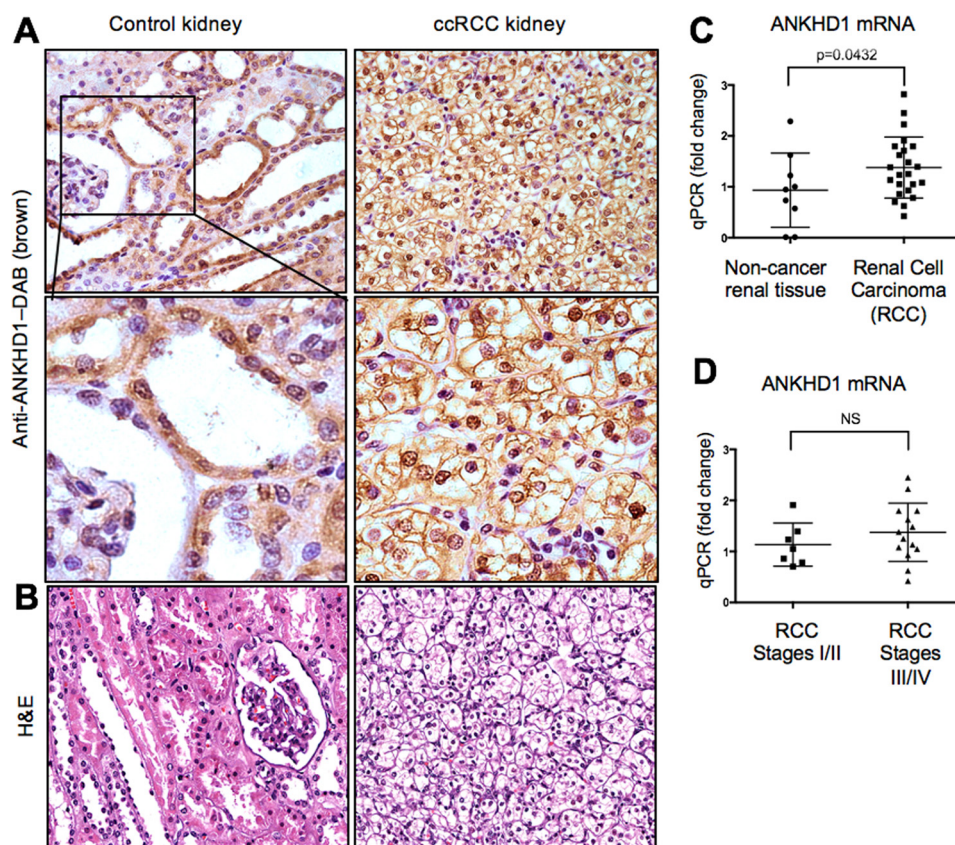 A
Control kidney
ccRCC kidney
Anti-ANKHD1–DAB (brown)
B
H&E
C
ANKHD1 mRNA
p=0.0432
qPCR (fold change)
3
2
1
0
Non-cancer
renal tissue
Renal Cell
Carcinoma
(RCC)
D
ANKHD1 mRNA
NS
qPCR (fold change)
3
2
1
0
RCC
Stages I/II
RCC
Stages
III/IV